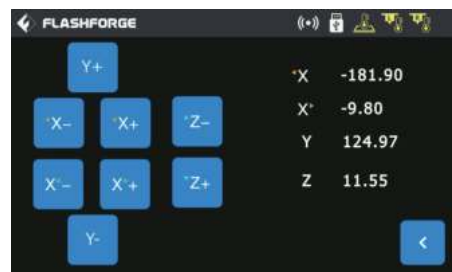 FLASHFORGE
Y+
*X- *X+ *Z-
X*- X*+ *Z+
Y-
*X -181.90
X* -9.80
Y 124.97
Z 11.55